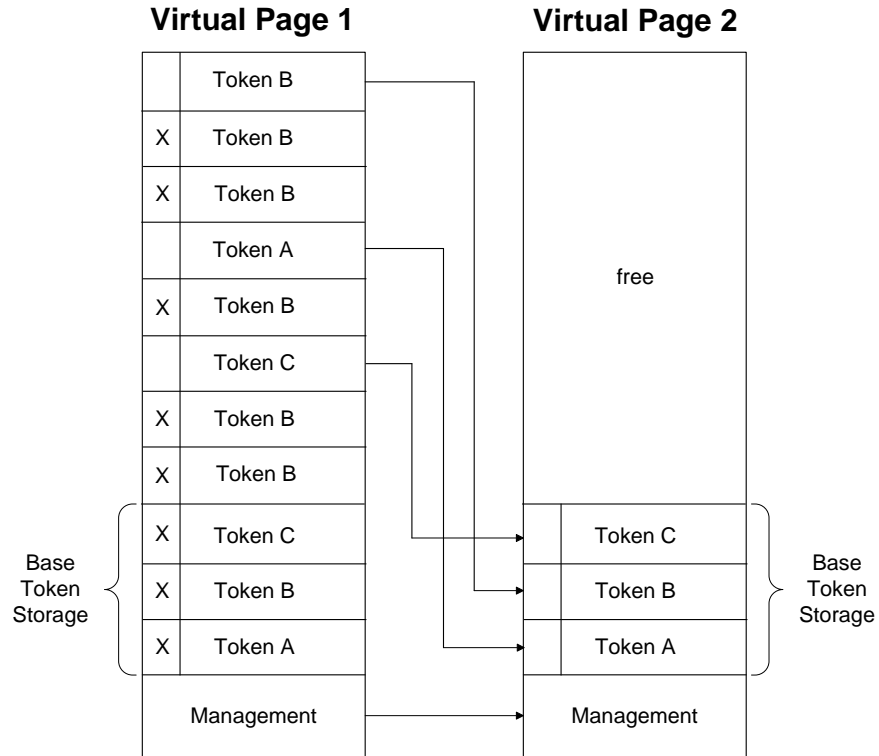 Virtual Page 1
Virtual Page 2
Token B
X Token B
X Token B
Token A
X Token B
Token C
X Token B
X Token B
X Token C
X Token B
X Token A
Management
Base
Token
Storage
free
Token C
Token B
Token A
Management
Base
Token
Storage